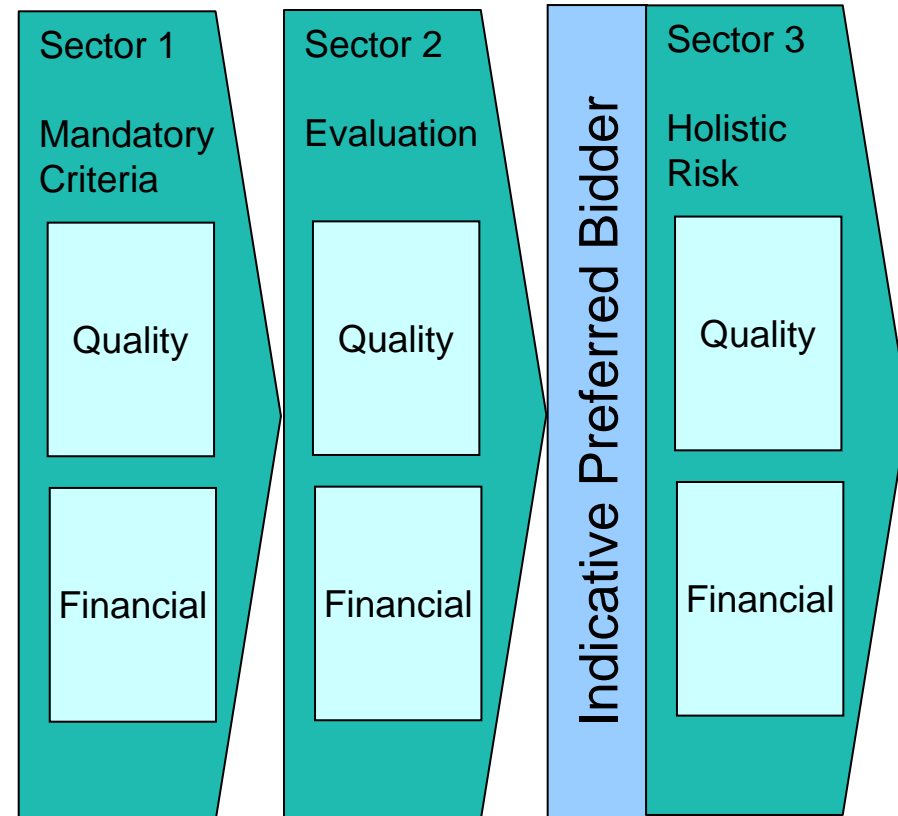 Sector 1
Mandatory
Criteria
Quality
Financial
Sector 2
Evaluation
Quality
Financial
Indicative Preferred Bidder
Sector 3
Holistic
Risk
Quality
Financial